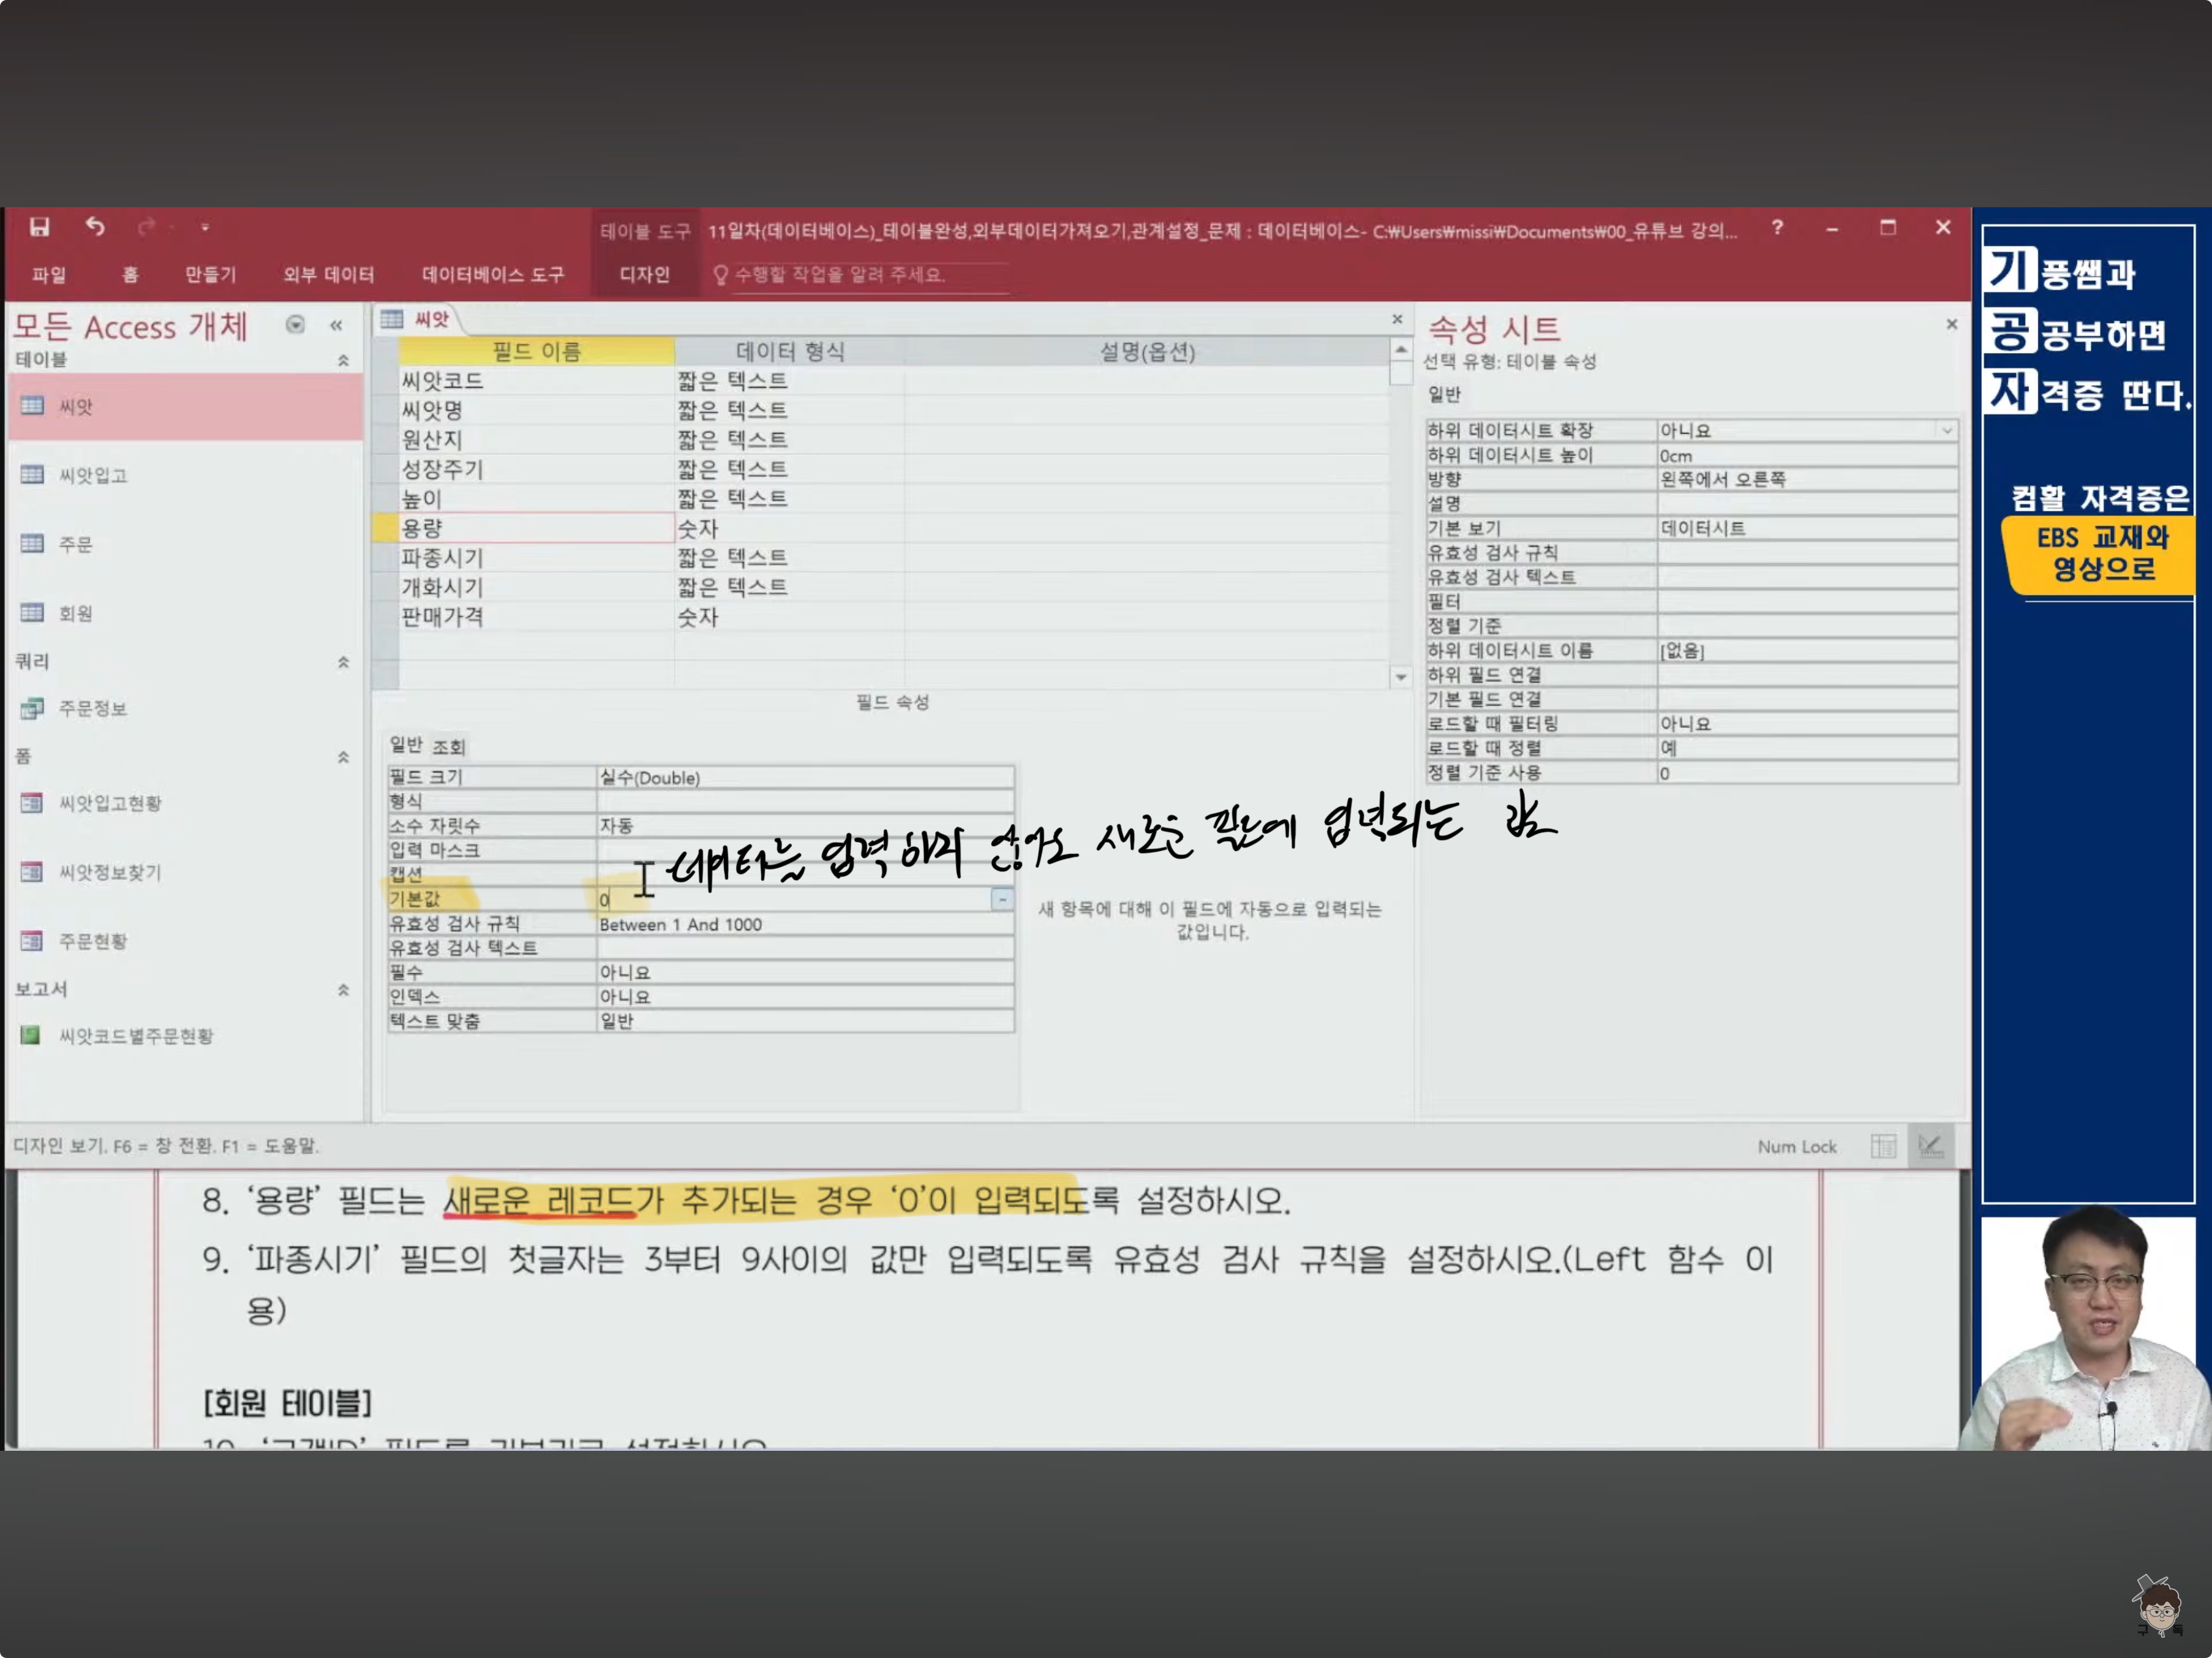 테이블 도구
11일차(데이터베이스)_테이블완성,외부데이터가져오기,관계설정_문제 : 데이터베이스- C:₩Users₩missi₩Documents₩00_유튜브 강의...
?
파일 홈 만들기 외부 데이터 데이터베이스 도구 디자인 수행할 작업을 알려 주세요.
모든 Access 개체
테이블
씨앗
씨앗입고
주문
회원
쿼리
주문정보
폼
씨앗입고현황
씨앗정보찾기
주문현황
보고서
씨앗코드별주문현황
씨앗
필드 이름 데이터 형식 설명(옵션)
씨앗코드 짧은 텍스트
씨앗명 짧은 텍스트
원산지 짧은 텍스트
성장주기 짧은 텍스트
높이 짧은 텍스트
용량 숫자
파종시기 짧은 텍스트
개화시기 짧은 텍스트
판매가격 숫자
필드 속성
일반 조회
필드 크기 실수(Double)
형식
소수 자릿수 자동
입력 마스크
캡션
기본값 0
유효성 검사 규칙 Between 1 And 1000
유효성 검사 텍스트
필수 아니요
인덱스 아니요
텍스트 맞춤 일반
데이터는 입력하지 않아도 새로운 필드에 입력되는 값
새 항목에 대해 이 필드에 자동으로 입력되는
값입니다.
속성 시트
선택 유형: 테이블 속성
일반
하위 데이터시트 확장 아니요
하위 데이터시트 높이 0cm
방향 왼쪽에서 오른쪽
설명
기본 보기 데이터시트
유효성 검사 규칙
유효성 검사 텍스트
필터
정렬 기준
하위 데이터시트 이름 [없음]
하위 필드 연결
기본 필드 연결
로드할 때 필터링 아니요
로드할 때 정렬 예
정렬 기준 사용 0
디자인 보기. F6 = 창 전환. F1 = 도움말.
Num Lock
8. ‘용량’ 필드는 새로운 레코드가 추가되는 경우 ‘0’이 입력되도록 설정하시오.
9. ‘파종시기’ 필드의 첫글자는 3부터 9사이의 값만 입력되도록 유효성 검사 규칙을 설정하시오.(Left 함수 이
용)
[회원 테이블]
기풍쌤과
공공부하면
자격증 딴다.
컴활 자격증은
EBS 교재와
영상으로
구독